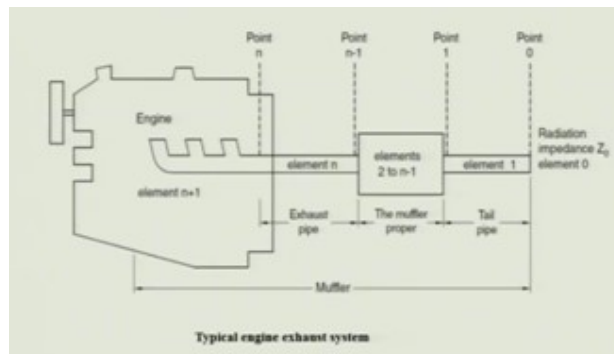 Point
n
Point
n-1
Point
1
Point
0
Engine
Radiation
impedance Z0
element 0
element n
elements
2 to n-1
element 1
element n+1
Exhaust
pipe
The muffler
proper
Tail
pipe
Muffler
Typical engine exhaust system